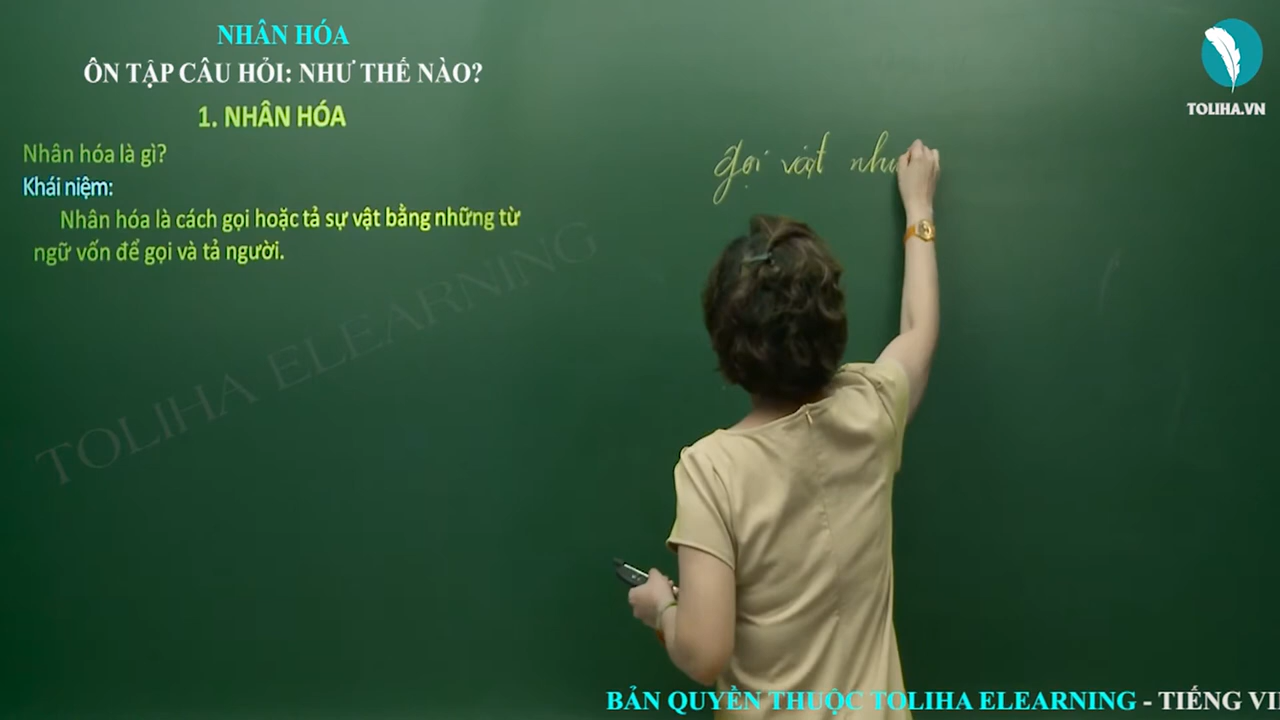 NHÂN HÓA
ÔN TẬP CÂU HỎI: NHƯ THẾ NÀO?
1. NHÂN HÓA
Nhân hóa là gì?
Khái niệm:
Nhân hóa là cách gọi hoặc tả sự vật bằng những từ
ngữ vốn để gọi và tả người.
gọi vật như
TOLIHA.VN
TOLIHA ELEARNING
BẢN QUYỀN THUỘC TOLIHA ELEARNING - TIẾNG VI